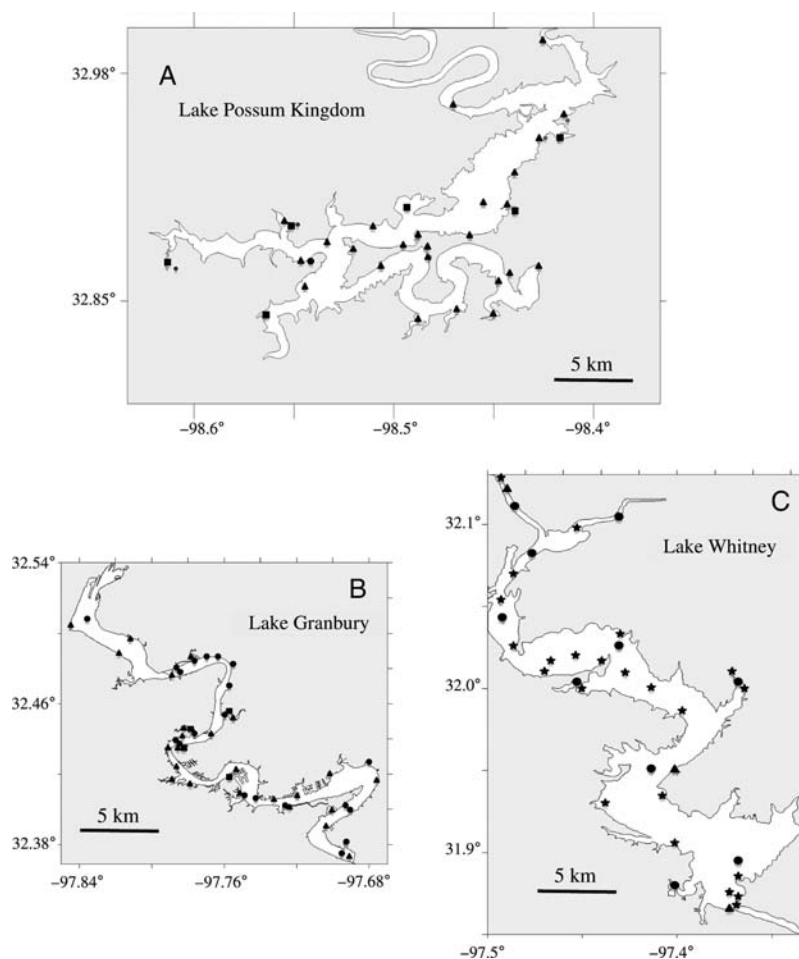 A
Lake Possum Kingdom
32.98°
32.85°
5 km
−98.6°
−98.5°
−98.4°
B
Lake Granbury
32.54°
32.46°
32.38°
5 km
−97.84°
−97.76°
−97.68°
C
Lake Whitney
32.1°
32.0°
31.9°
5 km
−97.5°
−97.4°